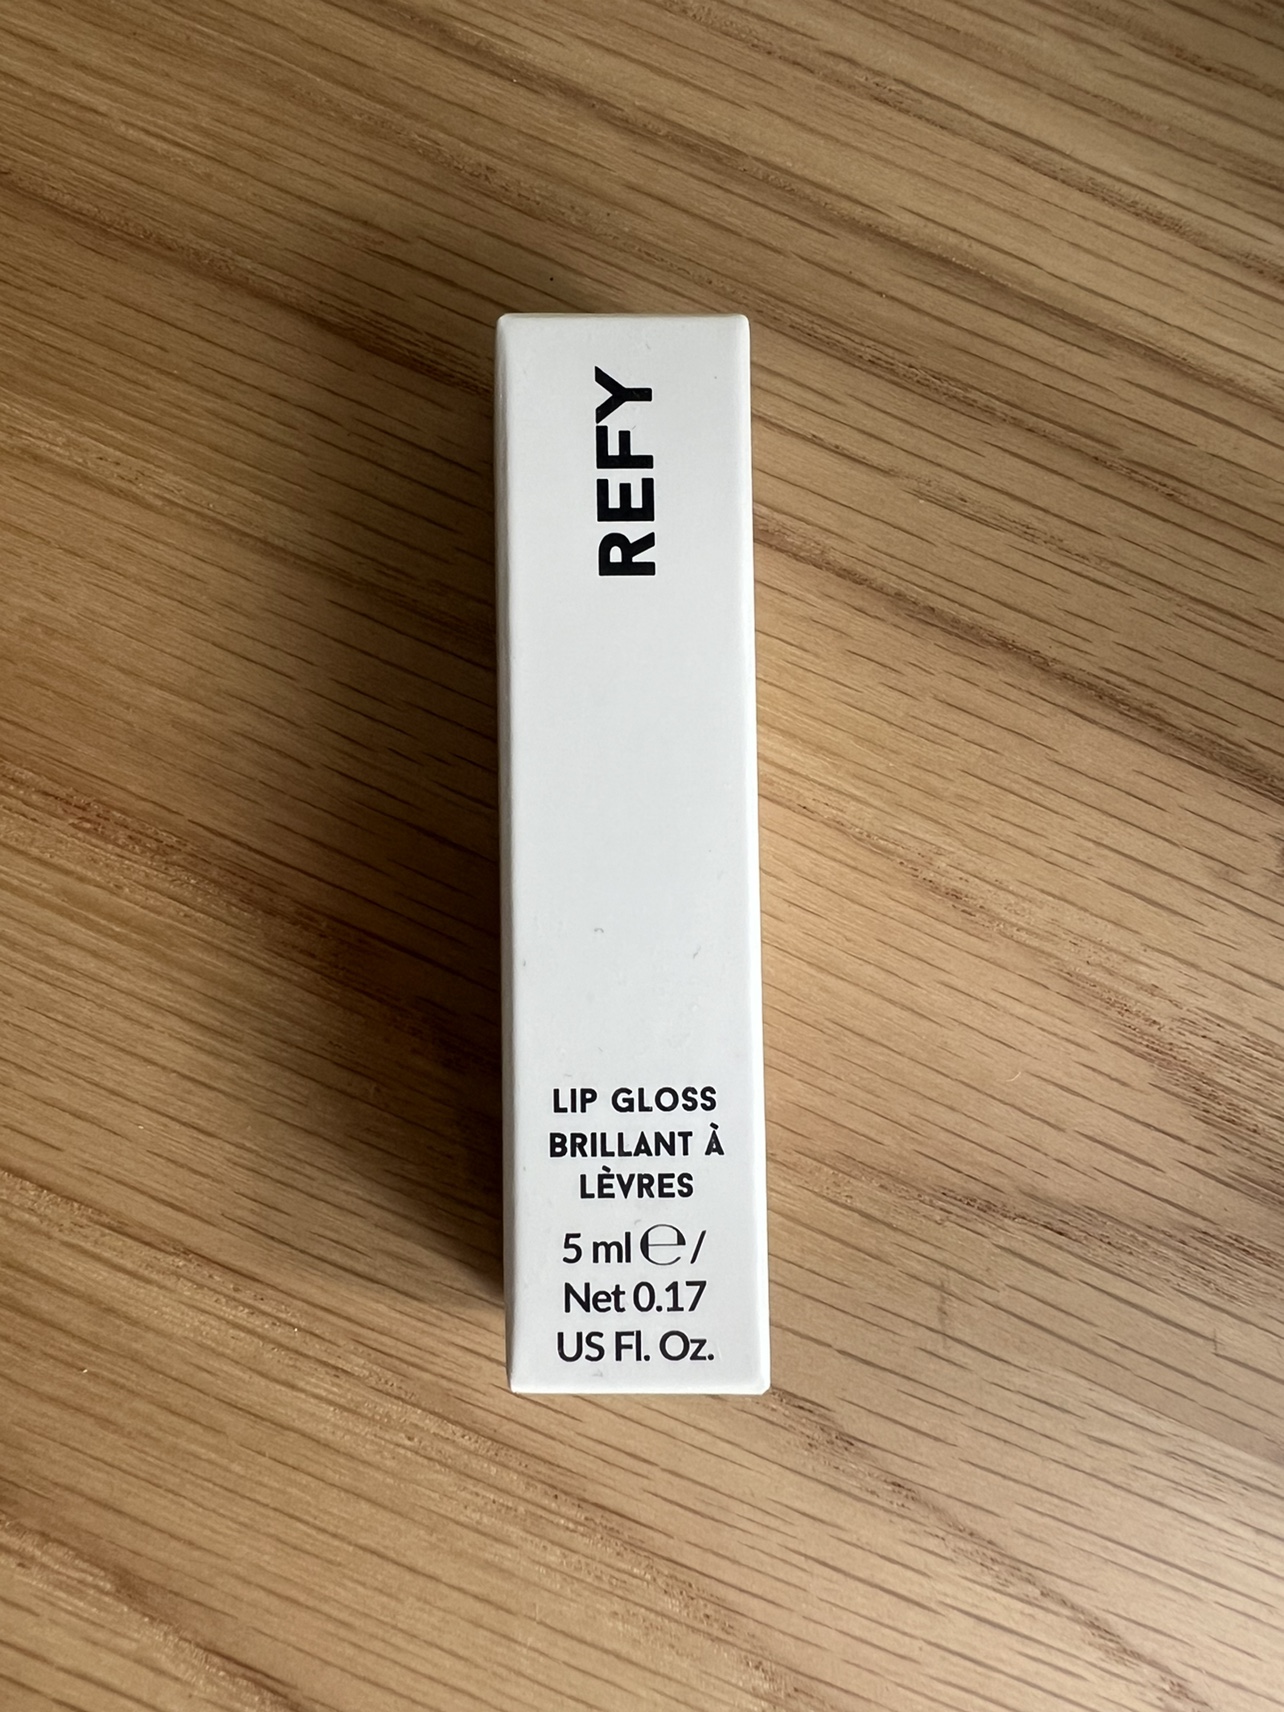 REFY
LIP GLOSS
BRILLANT À
LÈVRES
5 ml ℮ /
Net 0.17
US Fl. Oz.